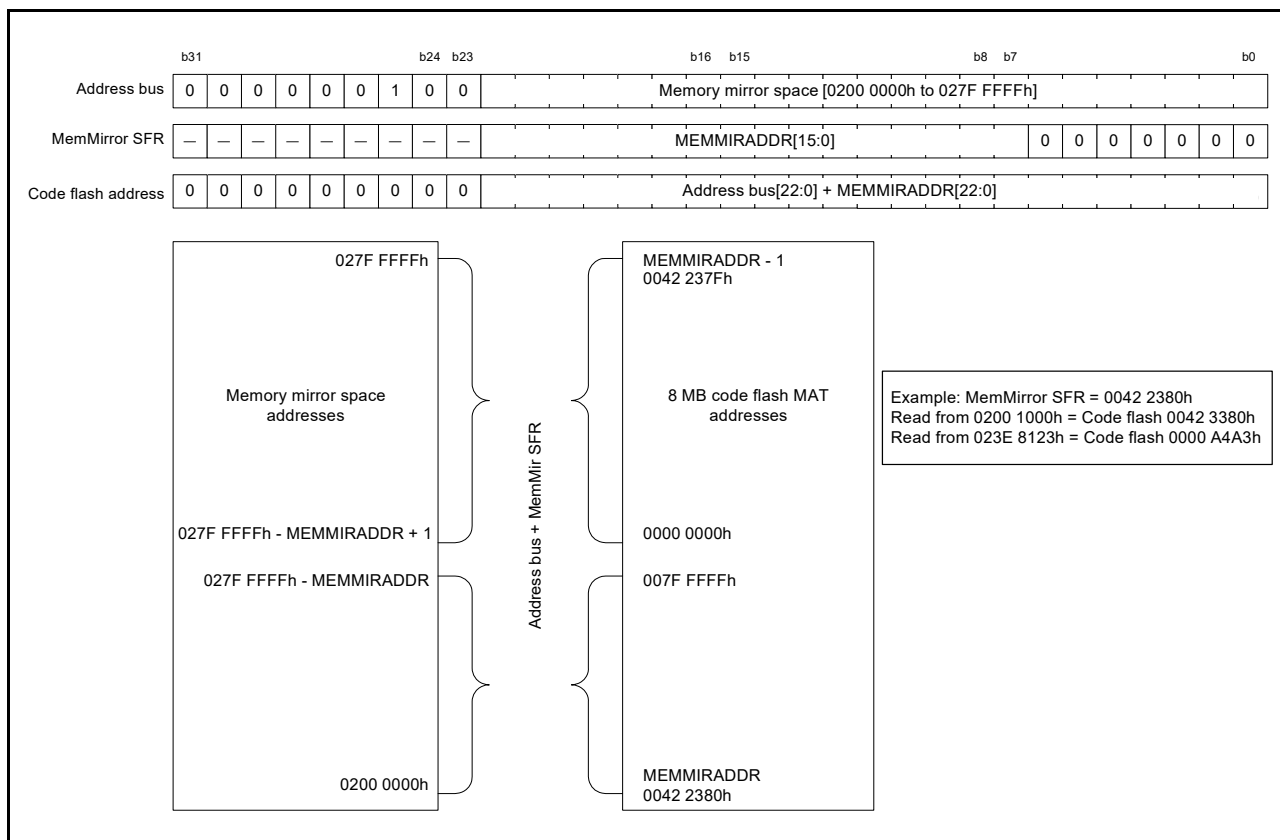 b31 b24 b23 b16 b15 b8 b7 b0
Address bus 0 0 0 0 0 0 1 0 0 Memory mirror space [0200 0000h to 027F FFFFh]
MemMirror SFR — — — — — — — — — MEMMIRADDR[15:0] 0 0 0 0 0 0 0
Code flash address 0 0 0 0 0 0 0 0 0 Address bus[22:0] + MEMMIRADDR[22:0]
027F FFFFh
Memory mirror space
addresses
027F FFFFh - MEMMIRADDR + 1
027F FFFFh - MEMMIRADDR
0200 0000h
Address bus + MemMir SFR
MEMMIRADDR - 1
0042 237Fh
8 MB code flash MAT
addresses
0000 0000h
007F FFFFh
MEMMIRADDR
0042 2380h
Example: MemMirror SFR = 0042 2380h
Read from 0200 1000h = Code flash 0042 3380h
Read from 023E 8123h = Code flash 0000 A4A3h